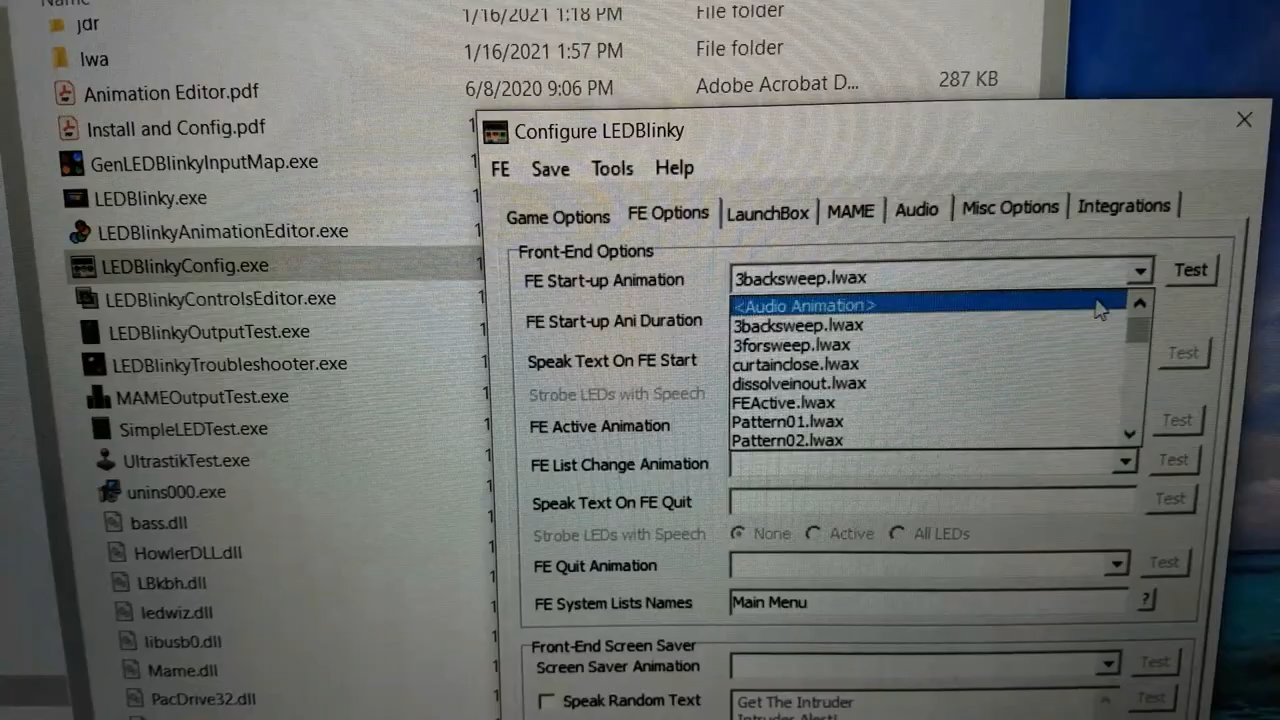 Name
jdr 1/16/2021 1:18 PM File folder
lwa 1/16/2021 1:57 PM File folder
Animation Editor.pdf 6/8/2020 9:06 PM Adobe Acrobat D... 287 KB
Install and Config.pdf
GenLEDBlinkyInputMap.exe
LEDBlinky.exe
LEDBlinkyAnimationEditor.exe
LEDBlinkyConfig.exe
LEDBlinkyControlsEditor.exe
LEDBlinkyOutputTest.exe
LEDBlinkyTroubleshooter.exe
MAMEOutputTest.exe
SimpleLEDTest.exe
UltrastikTest.exe
unins000.exe
bass.dll
HowlerDLL.dll
LBkbh.dll
ledwiz.dll
libusb0.dll
Mame.dll
PacDrive32.dll
Configure LEDBlinky
FE Save Tools Help
Game Options FE Options LaunchBox MAME Audio Misc Options Integrations
Front-End Options
FE Start-up Animation 3backsweep.lwax Test
<Audio Animation>
3backsweep.lwax
3forsweep.lwax
curtainclose.lwax
dissolveinout.lwax
FEActive.lwax
Pattern01.lwax
Pattern02.lwax
FE Start-up Ani Duration
Speak Text On FE Start Test
Strobe LEDs with Speech
FE Active Animation Test
FE List Change Animation Test
Speak Text On FE Quit Test
Strobe LEDs with Speech None Active All LEDs
FE Quit Animation Test
FE System Lists Names Main Menu ?
Front-End Screen Saver
Screen Saver Animation Test
Speak Random Text Get The Intruder Test
Intruder Alert!